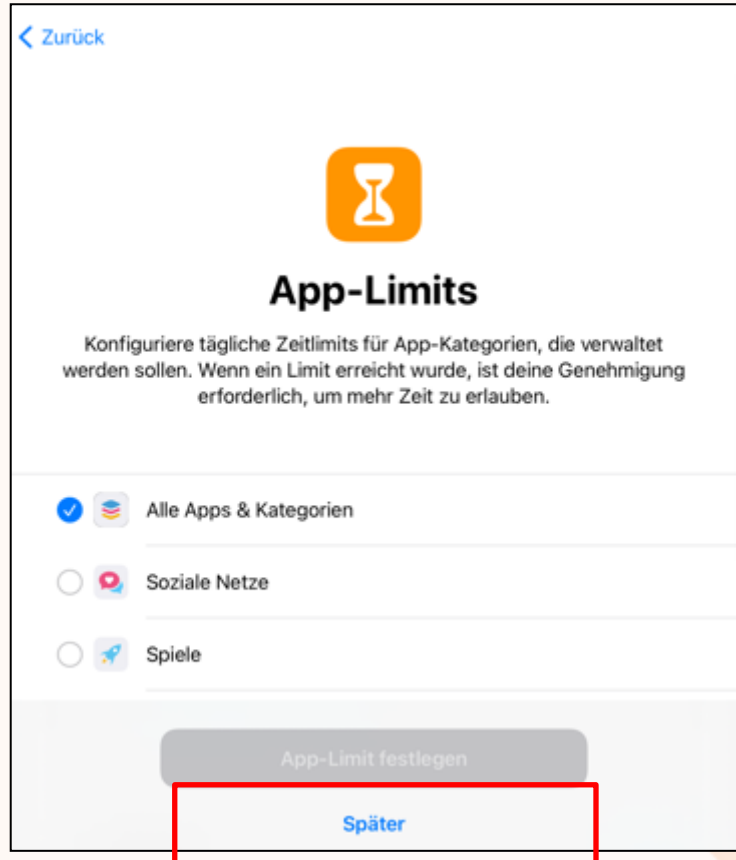 Zurück
App-Limits
Konfiguriere tägliche Zeitlimits für App-Kategorien, die verwaltet
werden sollen. Wenn ein Limit erreicht wurde, ist deine Genehmigung
erforderlich, um mehr Zeit zu erlauben.
Alle Apps & Kategorien
Soziale Netze
Spiele
App-Limit festlegen
Später